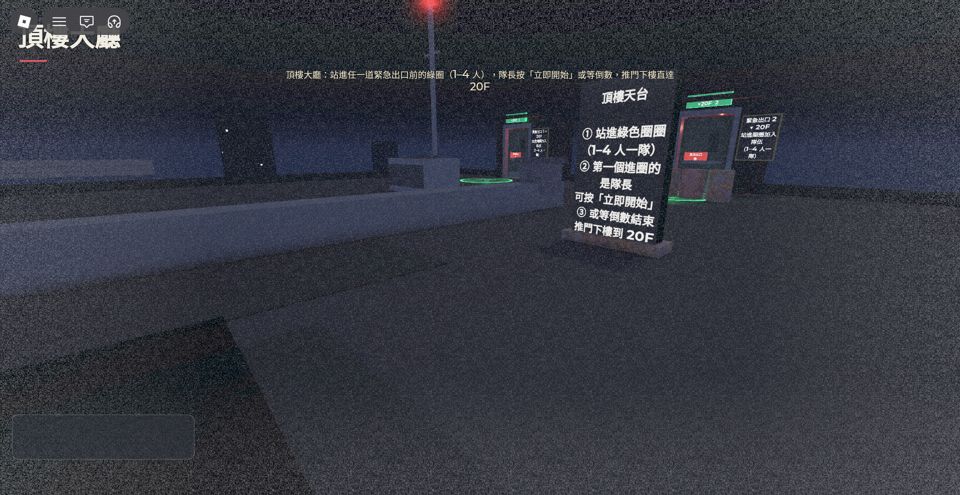 頂樓大廳
頂樓大廳：站進任一道緊急出口前的綠圈（1–4 人），隊長按「立即開始」或等倒數，推門下樓直達
20F
頂樓天台
① 站進綠色圈圈
（1–4 人一隊）
② 第一個進圈的
是隊長
可按「立即開始」
③ 或等倒數結束
推門下樓到 20F
緊急出口 2
▼ 20F
站進綠圈加入
隊伍
（1–4 人一
隊）